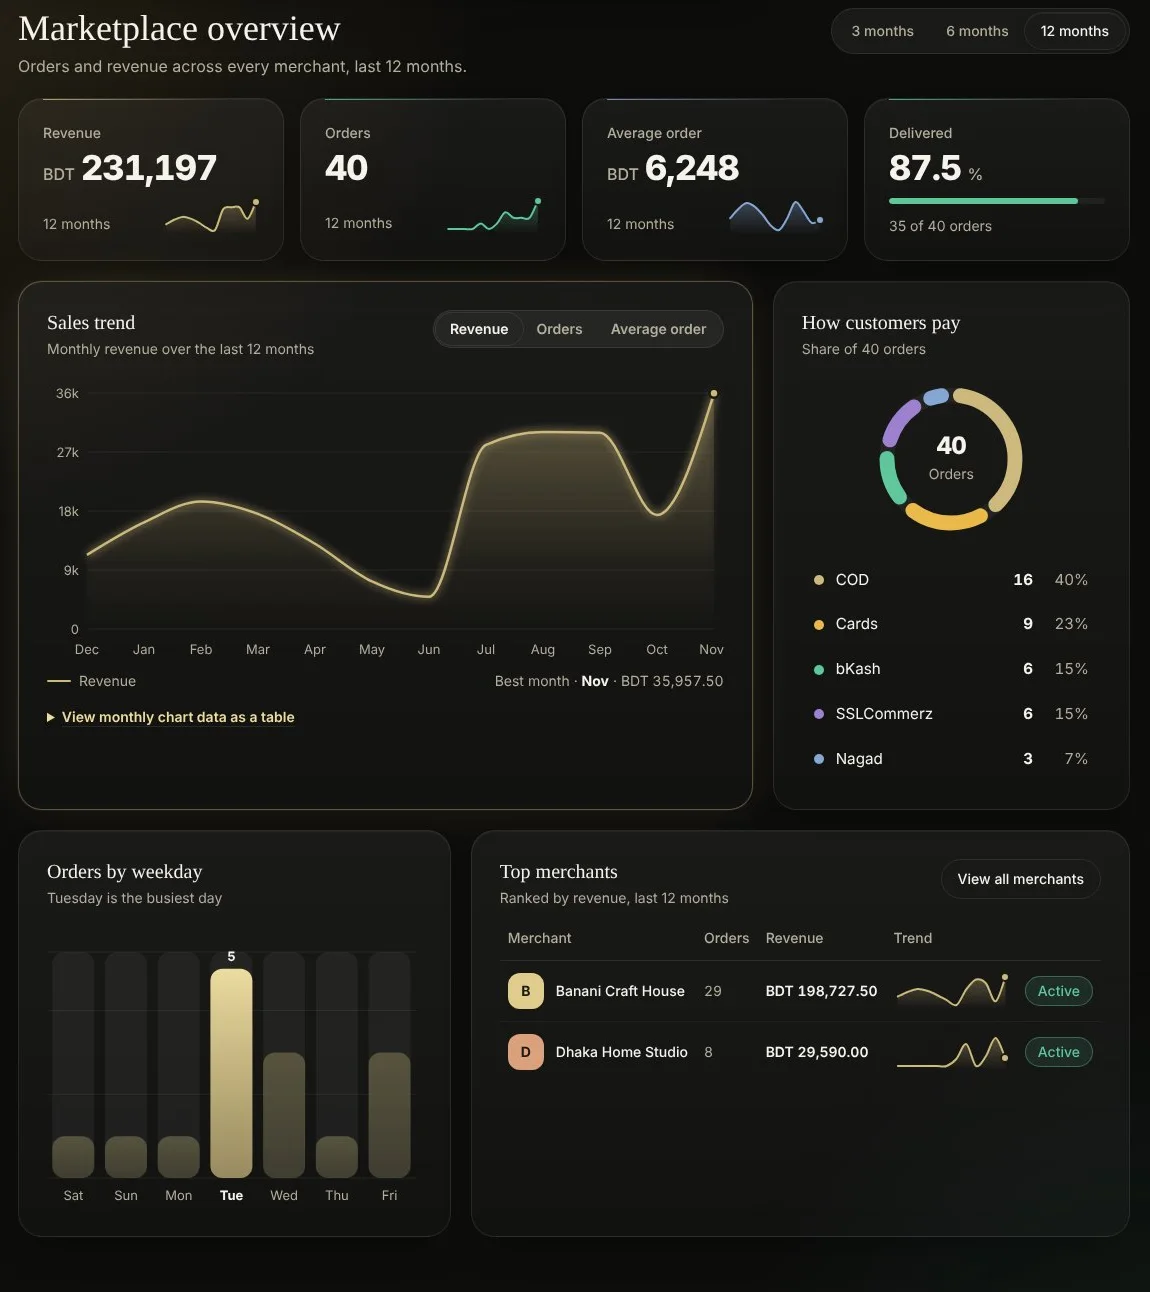 Marketplace overview
3 months 6 months 12 months
Orders and revenue across every merchant, last 12 months.
Revenue
BDT 231,197
12 months
Orders
40
12 months
Average order
BDT 6,248
12 months
Delivered
87.5 %
35 of 40 orders
Sales trend
Monthly revenue over the last 12 months
Revenue Orders Average order
36k
27k
18k
9k
0
Dec Jan Feb Mar Apr May Jun Jul Aug Sep Oct Nov
Revenue
Best month · Nov · BDT 35,957.50
View monthly chart data as a table
How customers pay
Share of 40 orders
40
Orders
COD 16 40%
Cards 9 23%
bKash 6 15%
SSLCommerz 6 15%
Nagad 3 7%
Orders by weekday
Tuesday is the busiest day
5
Sat Sun Mon Tue Wed Thu Fri
Top merchants
Ranked by revenue, last 12 months
View all merchants
Merchant Orders Revenue Trend
B Banani Craft House 29 BDT 198,727.50 Active
D Dhaka Home Studio 8 BDT 29,590.00 Active